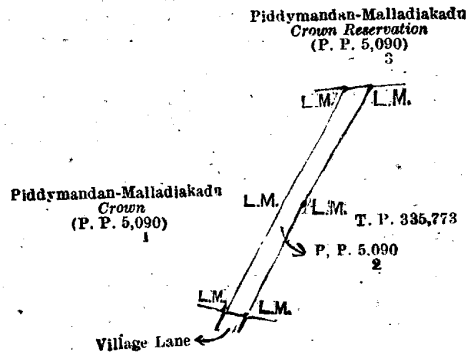 Piddymandan-Malladiakadu
Crown Reservation
(P. P. 5,090)
3
L.M. L.M.
Piddymandan-Malladiakadu
Crown
(P. P. 5,090)
1
L.M. L.M.
T. P. 335,773
P, P. 5,090
2
L.M. L.M.
Village Lane